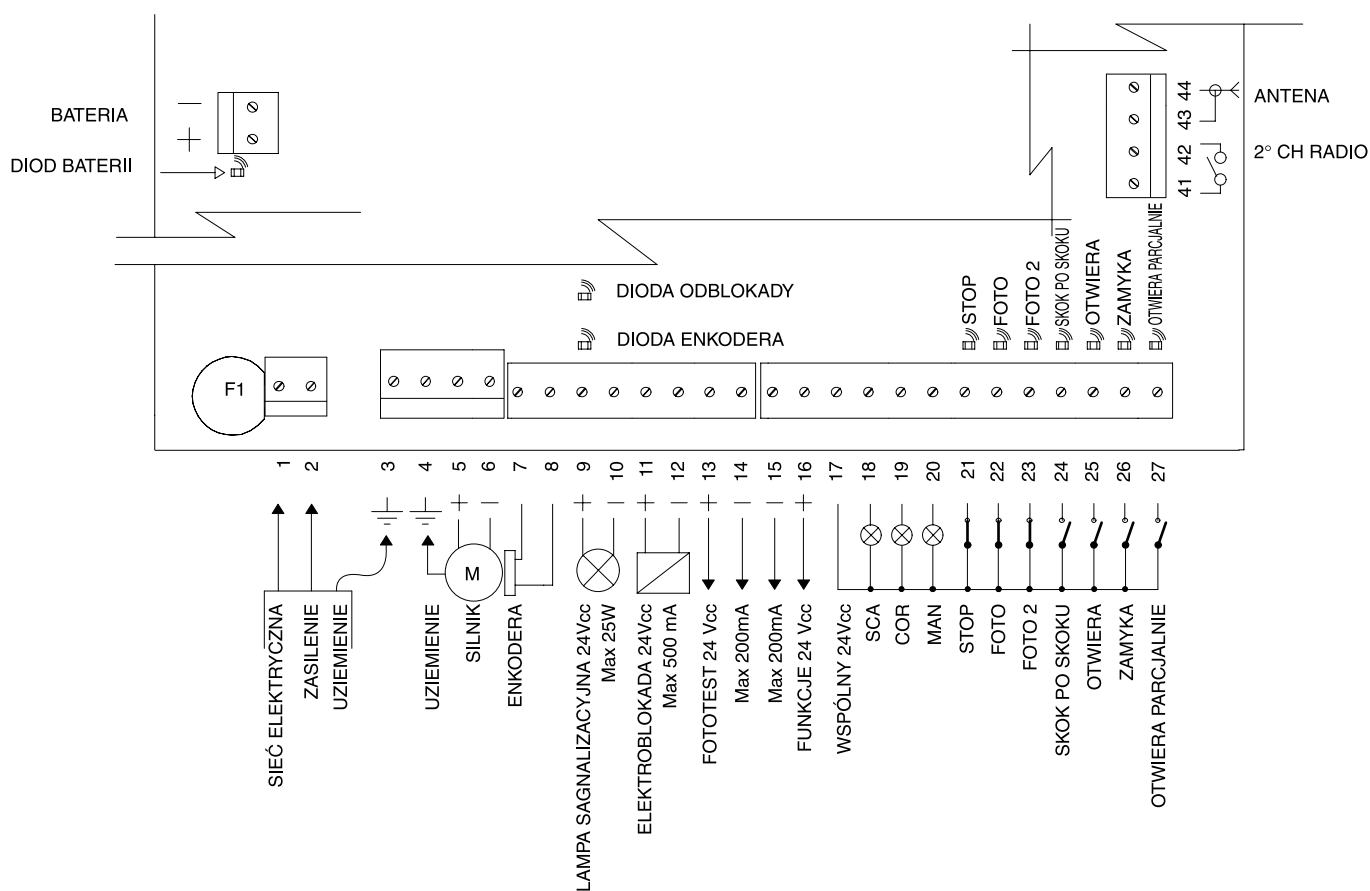 BATERIA
−
+
DIOD BATERII
44
43
42
41
ANTENA
2° CH RADIO
DIODA ODBLOKADY
DIODA ENKODERA
STOP
FOTO
FOTO 2
SKOK PO SKOKU
OTWIERA
ZAMYKA
OTWIERA PARCJALNIE
F1
1
2
3
4
5
6
7
8
9
10
11
12
13
14
15
16
17
18
19
20
21
22
23
24
25
26
27
+
−
+
−
+
−
+
−
−
+
M
SIEĆ ELEKTRYCZNA
ZASILENIE
UZIEMIENIE
UZIEMIENIE
SILNIK
ENKODERA
LAMPA SAGNALIZACYJNA 24Vcc
Max 25W
ELEKTROBLOKADA 24Vcc
Max 500 mA
FOTOTEST 24 Vcc
Max 200mA
Max 200mA
FUNKCJE 24 Vcc
WSPÓLNY 24Vcc
SCA
COR
MAN
STOP
FOTO
FOTO 2
SKOK PO SKOKU
OTWIERA
ZAMYKA
OTWIERA PARCJALNIE